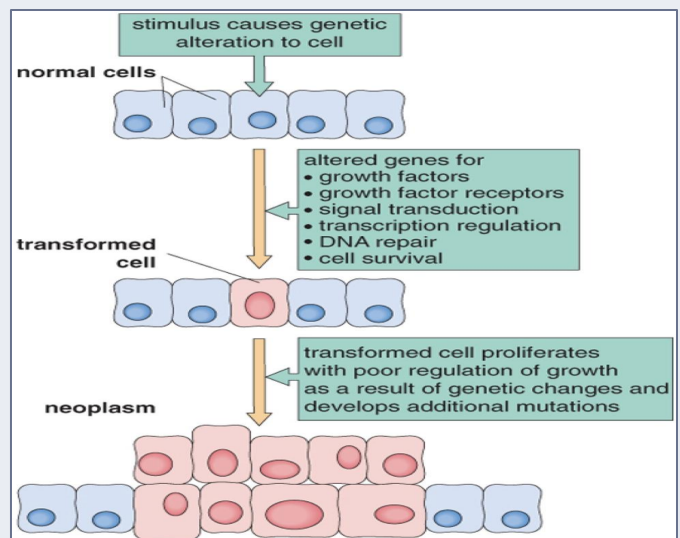 stimulus causes genetic
alteration to cell
normal cells
altered genes for
• growth factors
• growth factor receptors
• signal transduction
• transcription regulation
• DNA repair
• cell survival
transformed
cell
transformed cell proliferates
with poor regulation of growth
as a result of genetic changes and
develops additional mutations
neoplasm